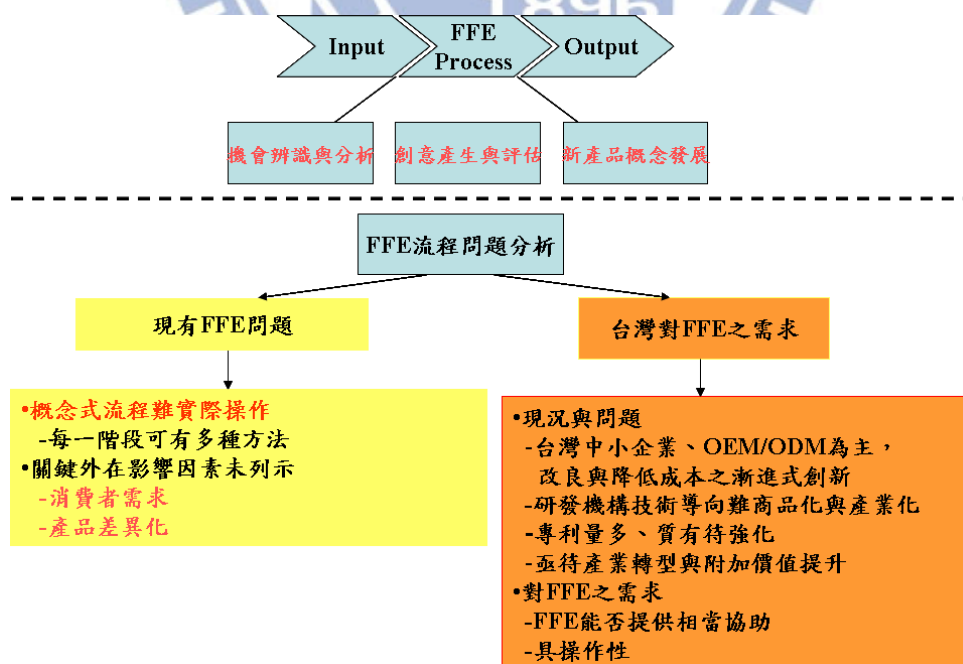 1896
Input
FFE
Process
Output
機會辨識與分析
創意產生與評估
新產品概念發展
FFE流程問題分析
現有FFE問題
•概念式流程難實際操作
-每一階段可有多種方法
•關鍵外在影響因素未列示
-消費者需求
-產品差異化
台灣對FFE之需求
•現況與問題
-台灣中小企業、OEM/ODM為主，
改良與降低成本之漸進式創新
-研發機構技術導向難商品化與產業化
-專利量多、質有待強化
-亟待產業轉型與附加價值提升
•對FFE之需求
-FFE能否提供相當協助
-具操作性